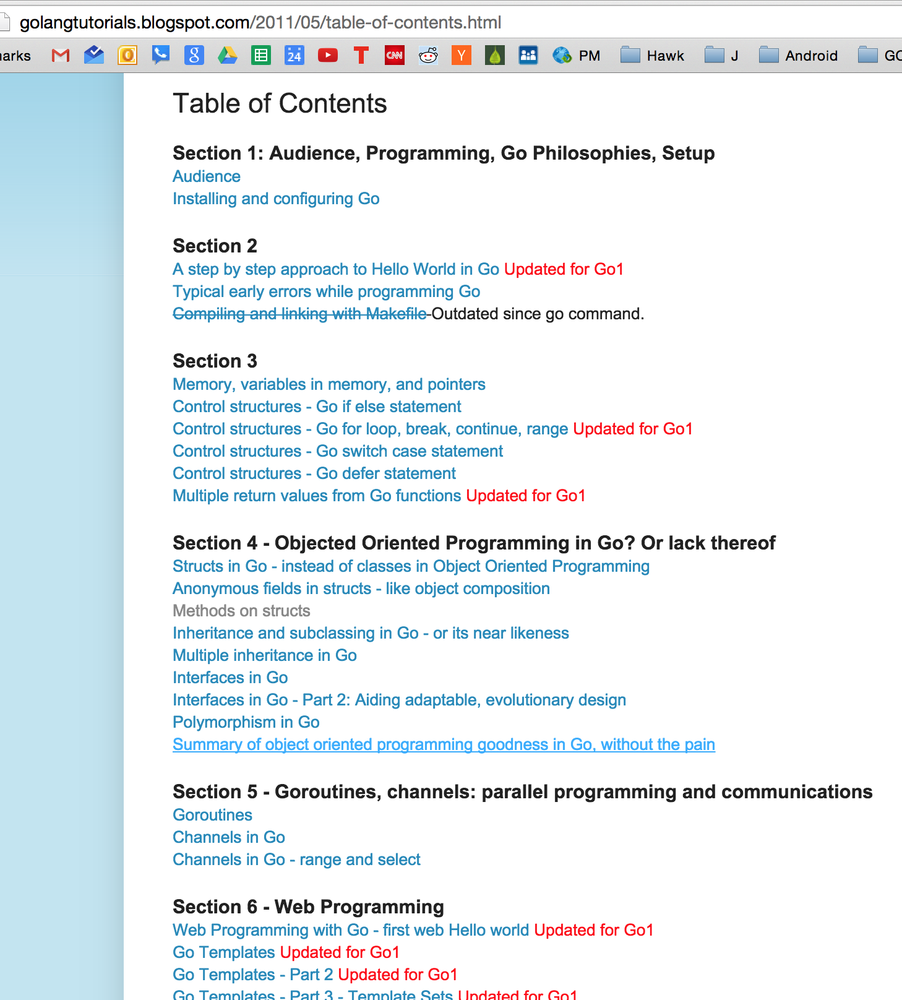 golangtutorials.blogspot.com/2011/05/table-of-contents.html
arks 24 T CNN Y PM Hawk J Android GO
Table of Contents
Section 1: Audience, Programming, Go Philosophies, Setup
Audience
Installing and configuring Go
Section 2
A step by step approach to Hello World in Go Updated for Go1
Typical early errors while programming Go
Compiling and linking with Makefile Outdated since go command.
Section 3
Memory, variables in memory, and pointers
Control structures - Go if else statement
Control structures - Go for loop, break, continue, range Updated for Go1
Control structures - Go switch case statement
Control structures - Go defer statement
Multiple return values from Go functions Updated for Go1
Section 4 - Objected Oriented Programming in Go? Or lack thereof
Structs in Go - instead of classes in Object Oriented Programming
Anonymous fields in structs - like object composition
Methods on structs
Inheritance and subclassing in Go - or its near likeness
Multiple inheritance in Go
Interfaces in Go
Interfaces in Go - Part 2: Aiding adaptable, evolutionary design
Polymorphism in Go
Summary of object oriented programming goodness in Go, without the pain
Section 5 - Goroutines, channels: parallel programming and communications
Goroutines
Channels in Go
Channels in Go - range and select
Section 6 - Web Programming
Web Programming with Go - first web Hello world Updated for Go1
Go Templates Updated for Go1
Go Templates - Part 2 Updated for Go1
Go Templates - Part 3 - Template Sets Updated for Go1